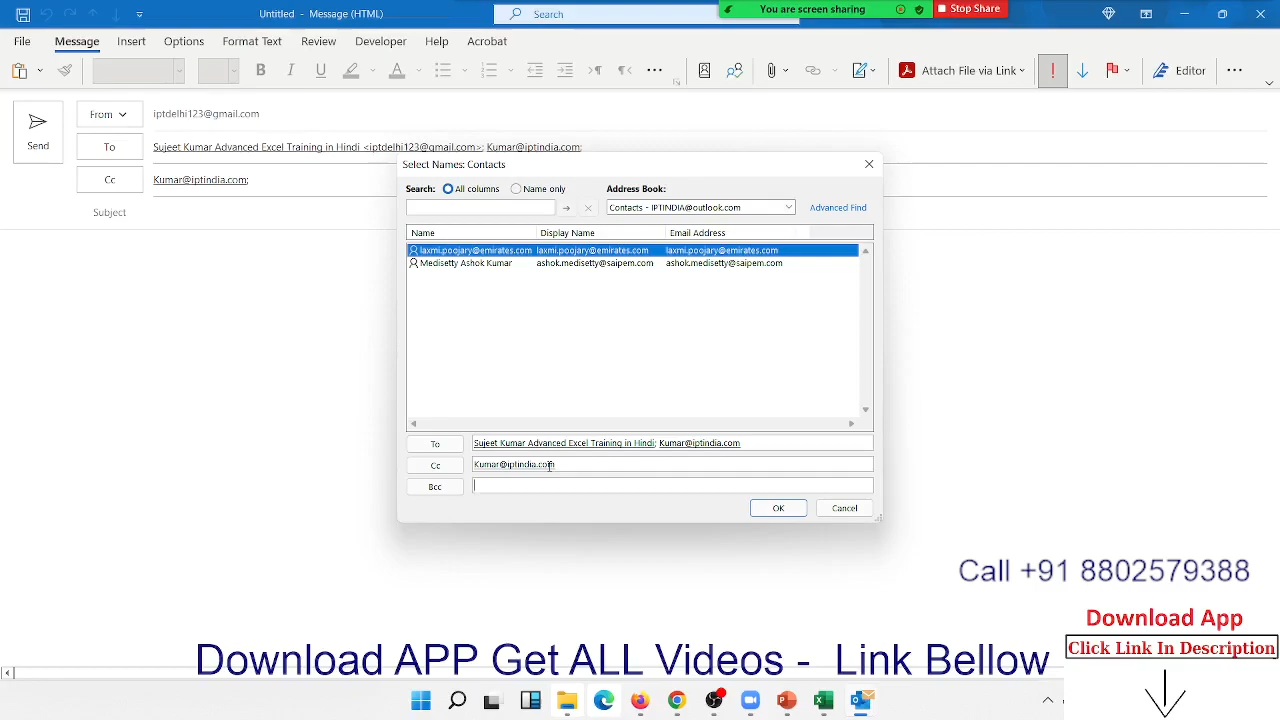 Untitled - Message (HTML)
Search
You are screen sharing
Stop Share
File Message Insert Options Format Text Review Developer Help Acrobat
B I U
Attach File via Link
Editor
Send
From
iptdelhi123@gmail.com
To
Sujeet Kumar Advanced Excel Training in Hindi <iptdelhi123@gmail.com>; Kumar@iptindia.com;
Cc
Kumar@iptindia.com;
Subject
Select Names: Contacts
Search: All columns Name only
Address Book:
Contacts - IPTINDIA@outlook.com
Advanced Find
Name Display Name Email Address
laxmi.poojary@emirates.com laxmi.poojary@emirates.com laxmi.poojary@emirates.com
Medisetty Ashok Kumar ashok.medisetty@saipem.com ashok.medisetty@saipem.com
To Sujeet Kumar Advanced Excel Training in Hindi; Kumar@iptindia.com
Cc Kumar@iptindia.com
Bcc
OK Cancel
Call +91 8802579388
Download App
Click Link In Description
Download APP Get ALL Videos - Link Bellow